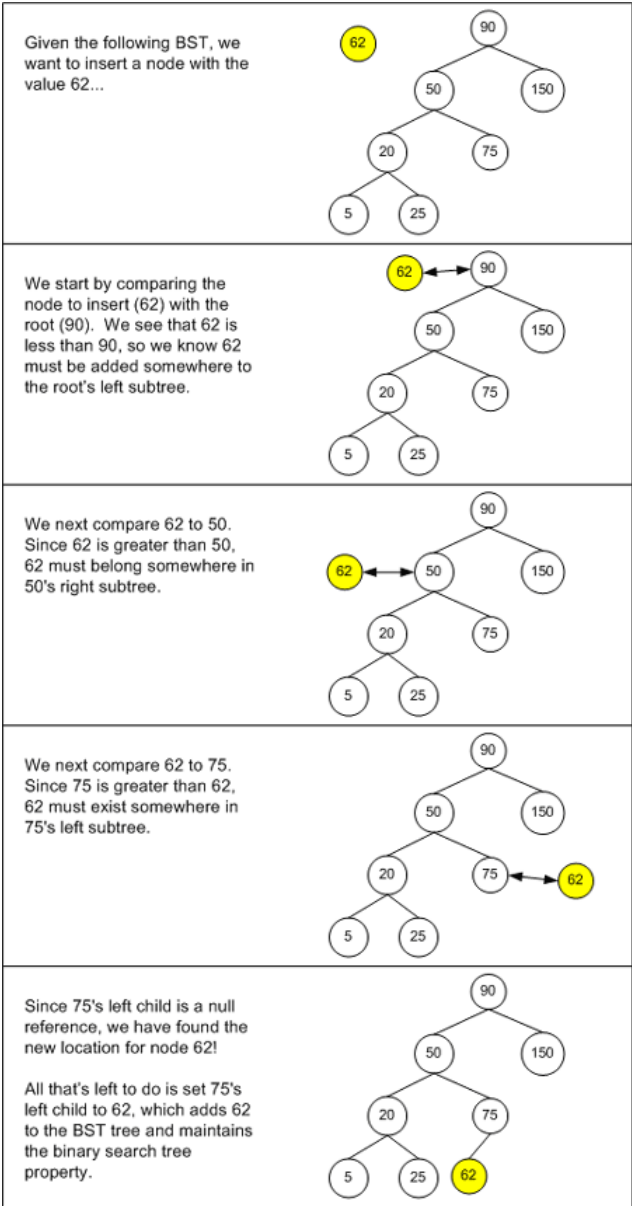 Given the following BST, we
want to insert a node with the
value 62...
62
90
50
150
20
75
5
25
We start by comparing the
node to insert (62) with the
root (90).  We see that 62 is
less than 90, so we know 62
must be added somewhere to
the root's left subtree.
62
90
50
150
20
75
5
25
We next compare 62 to 50.
Since 62 is greater than 50,
62 must belong somewhere in
50's right subtree.
90
62
50
150
20
75
5
25
We next compare 62 to 75.
Since 75 is greater than 62,
62 must exist somewhere in
75's left subtree.
90
50
150
20
75
62
5
25
Since 75's left child is a null
reference, we have found the
new location for node 62!
All that's left to do is set 75's
left child to 62, which adds 62
to the BST tree and maintains
the binary search tree
property.
90
50
150
20
75
5
25
62